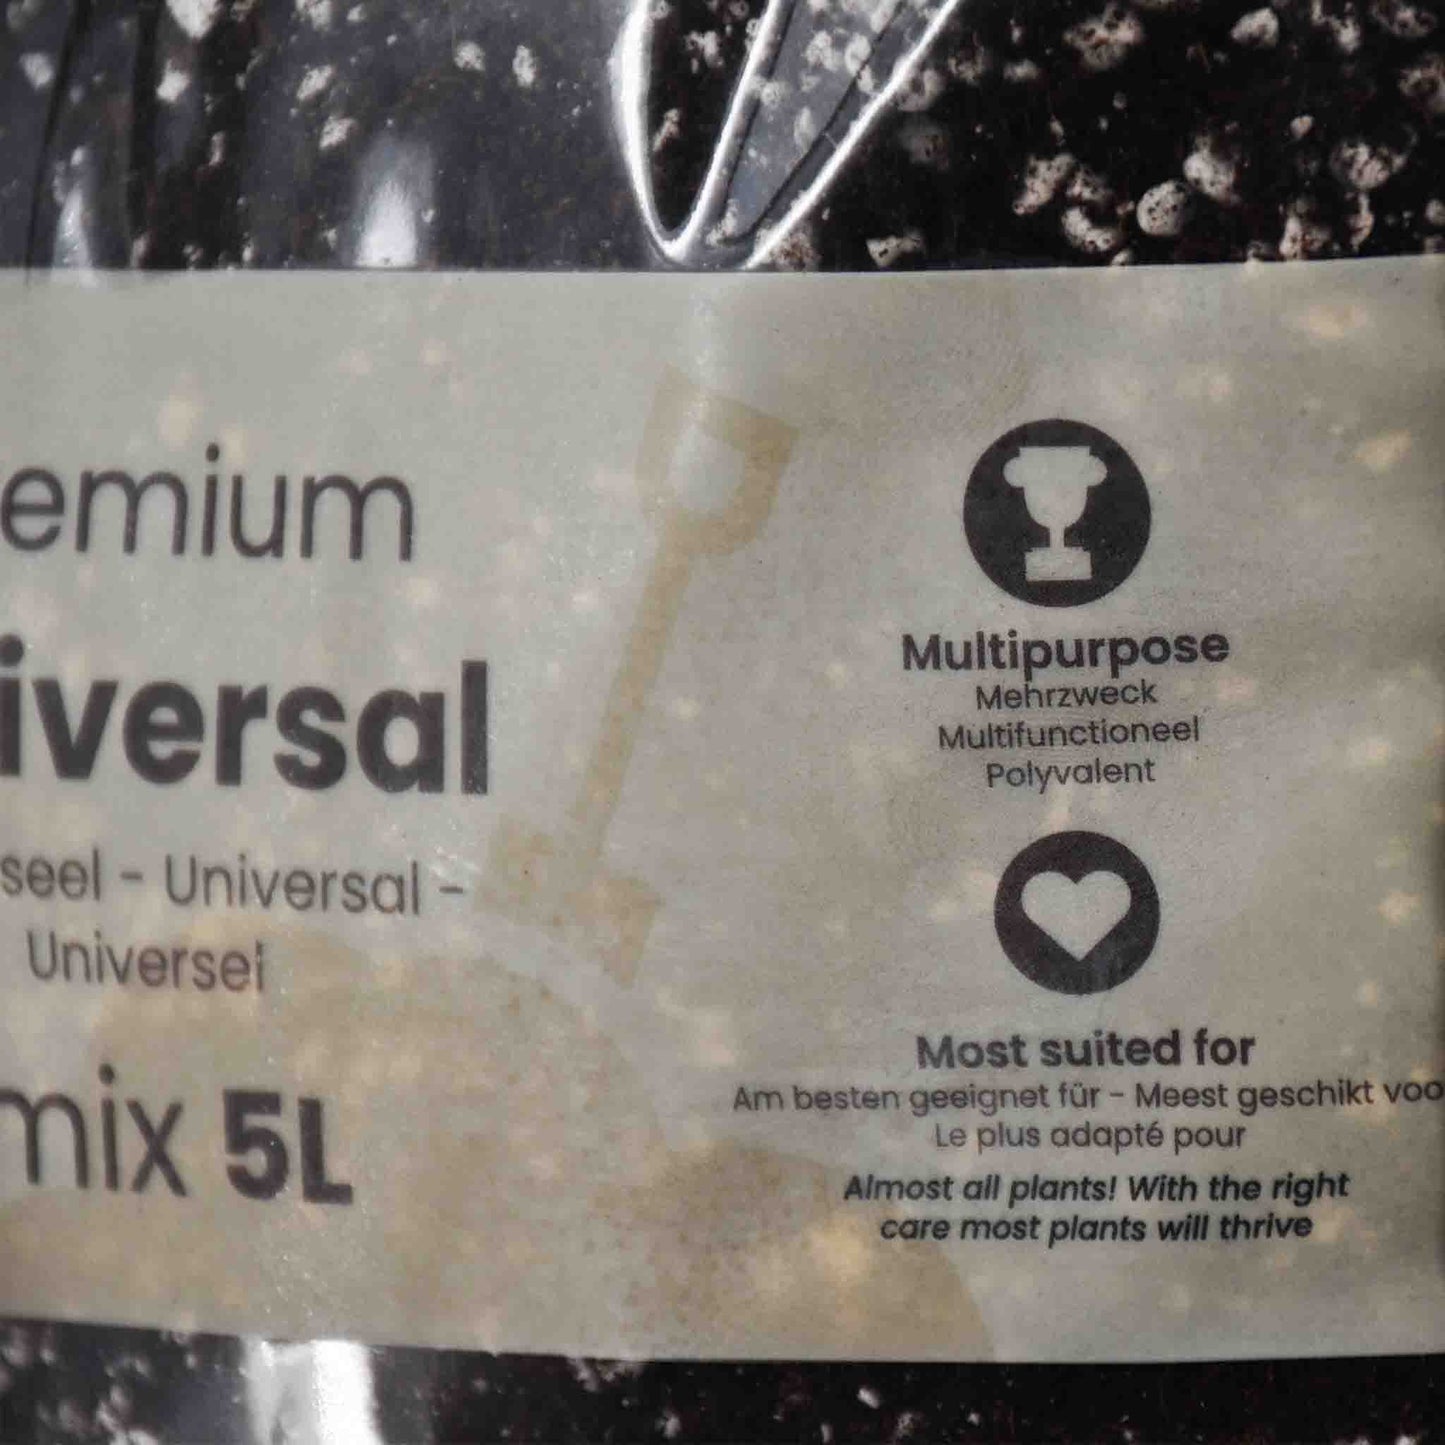 emium
iversal
seel - Universal -
Universel
mix 5L
Multipurpose
Mehrzweck
Multifunctioneel
Polyvalent
Most suited for
Am besten geeignet für - Meest geschikt voo
Le plus adapté pour
Almost all plants! With the right
care most plants will thrive